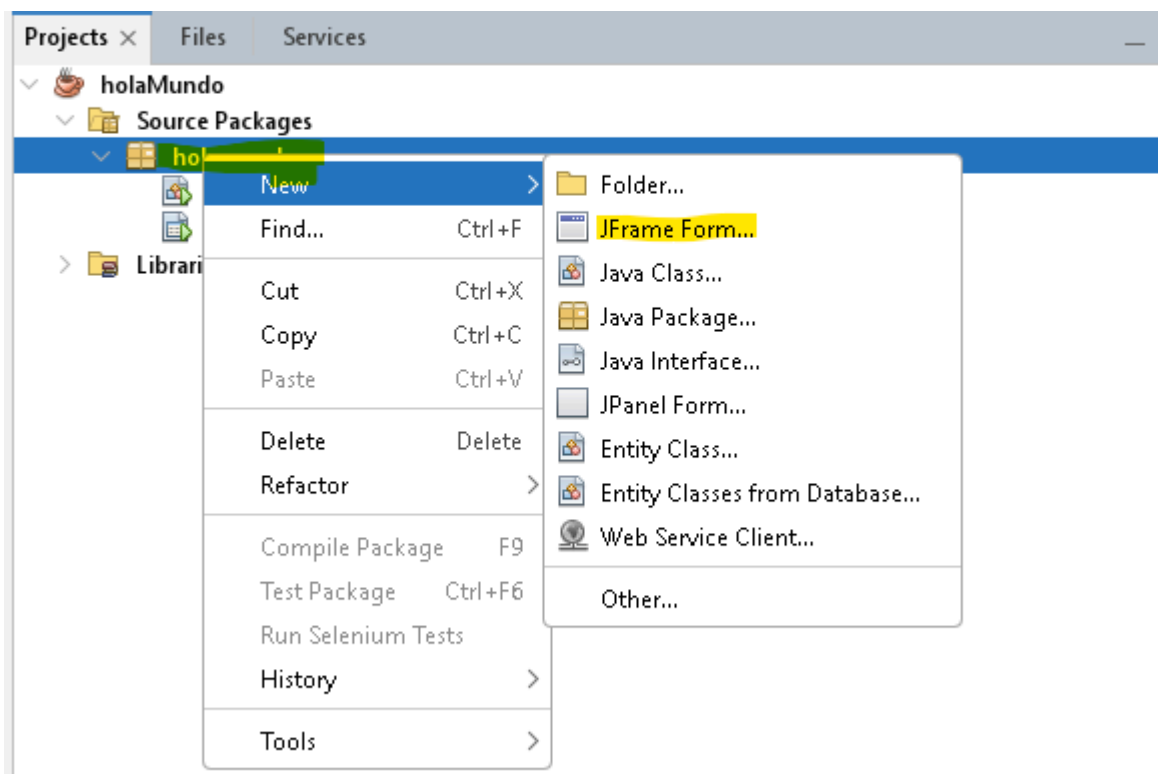 Projects × Files Services
holaMundo
Source Packages
New
Find... Ctrl+F
Librari
Cut Ctrl+X
Copy Ctrl+C
Paste Ctrl+V
Delete Delete
Refactor
Compile Package F9
Test Package Ctrl+F6
Run Selenium Tests
History
Tools
Folder...
JFrame Form...
Java Class...
Java Package...
Java Interface...
JPanel Form...
Entity Class...
Entity Classes from Database...
Web Service Client...
Other...